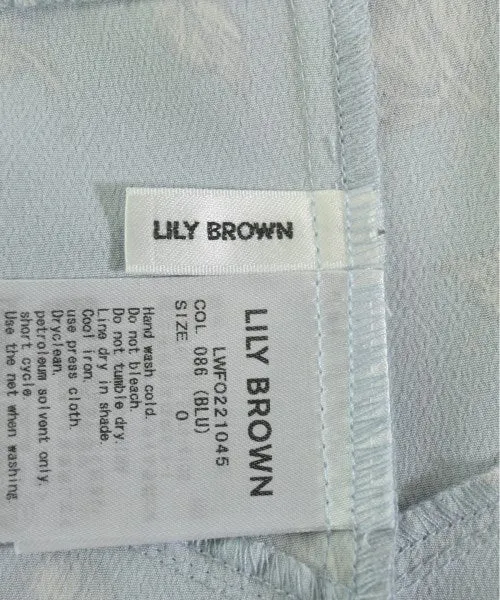 LILY BROWN
LILY BROWN
LWFO221045
COL 086 (BLU)
SIZE 0
Hand wash cold.
Do not bleach.
Do not tumble dry.
Line dry in shade.
Cool iron.
use press cloth.
Dryclean.
petroleum solvent only.
short cycle.
Use the net when washing.